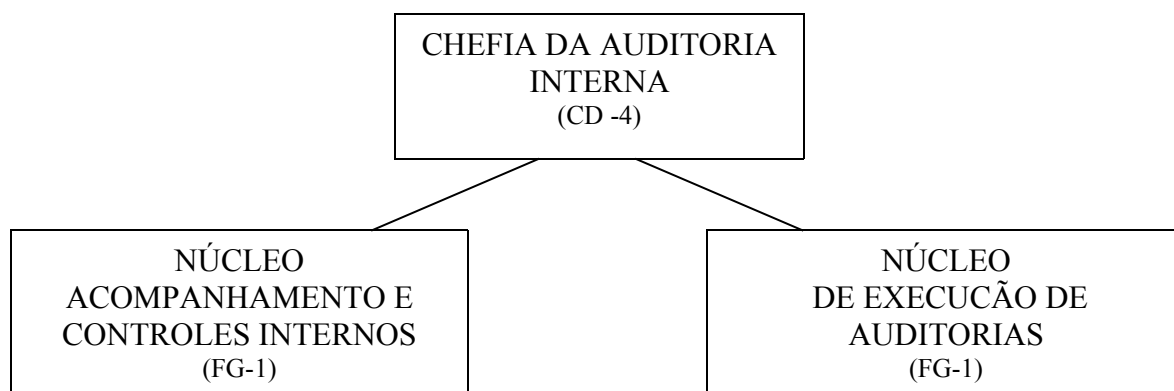 CHEFIA DA AUDITORIA
INTERNA
(CD -4)
NÚCLEO
ACOMPANHAMENTO E
CONTROLES INTERNOS
(FG-1)
NÚCLEO
DE EXECUCÃO DE
AUDITORIAS
(FG-1)